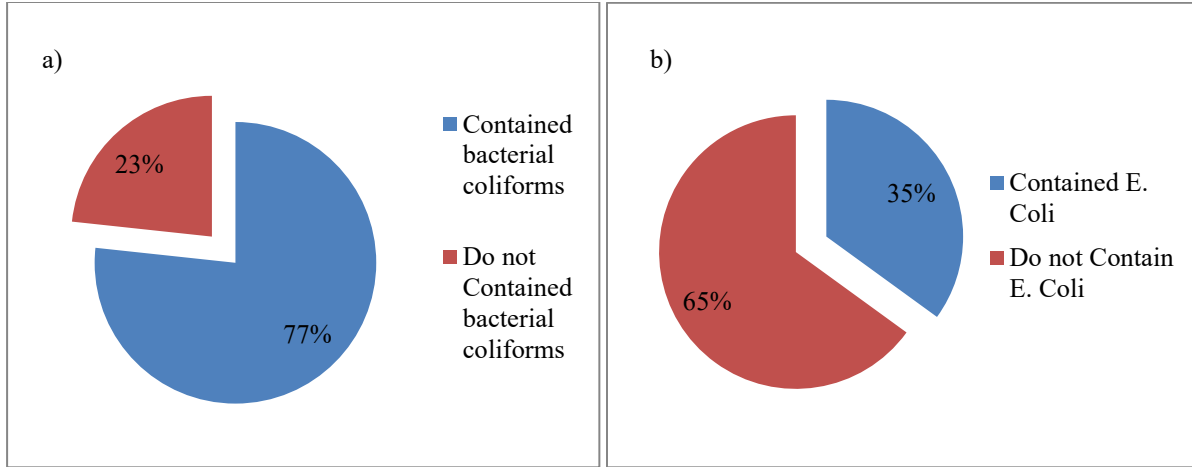 a)
23%
77%
Contained
bacterial
coliforms
Do not
Contained
bacterial
coliforms
b)
35%
65%
Contained E.
Coli
Do not Contain
E. Coli